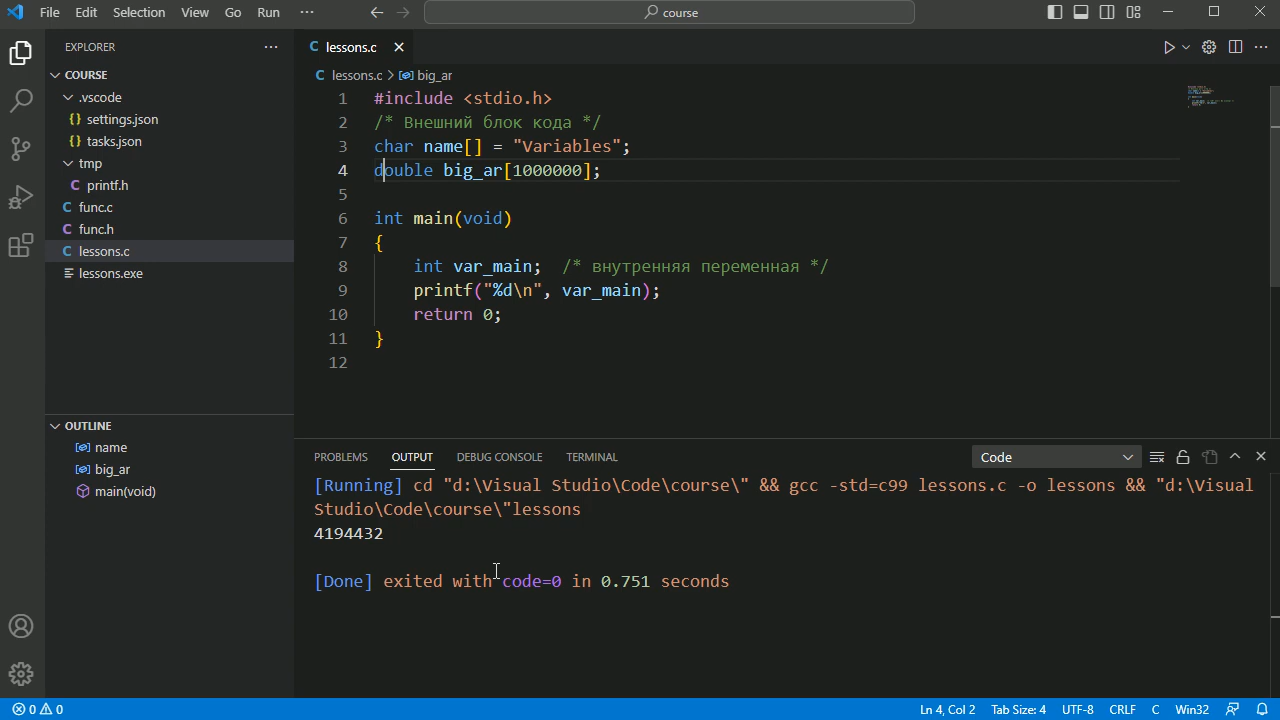 File Edit Selection View Go Run ··· course
EXPLORER ···
COURSE
.vscode
settings.json
tasks.json
tmp
C printf.h
C func.c
C func.h
C lessons.c
lessons.exe
OUTLINE
name
big_ar
main(void)
C lessons.c
C lessons.c > big_ar
1 #include <stdio.h>
2 /* Внешний блок кода */
3 char name[] = "Variables";
4 double big_ar[1000000];
5
6 int main(void)
7 {
8 int var_main; /* внутренняя переменная */
9 printf("%d\n", var_main);
10 return 0;
11 }
12
PROBLEMS OUTPUT DEBUG CONSOLE TERMINAL Code
[Running] cd "d:\Visual Studio\Code\course\" && gcc -std=c99 lessons.c -o lessons && "d:\Visual
Studio\Code\course\"lessons
4194432
[Done] exited with code=0 in 0.751 seconds
0 0 Ln 4, Col 2 Tab Size: 4 UTF-8 CRLF C Win32